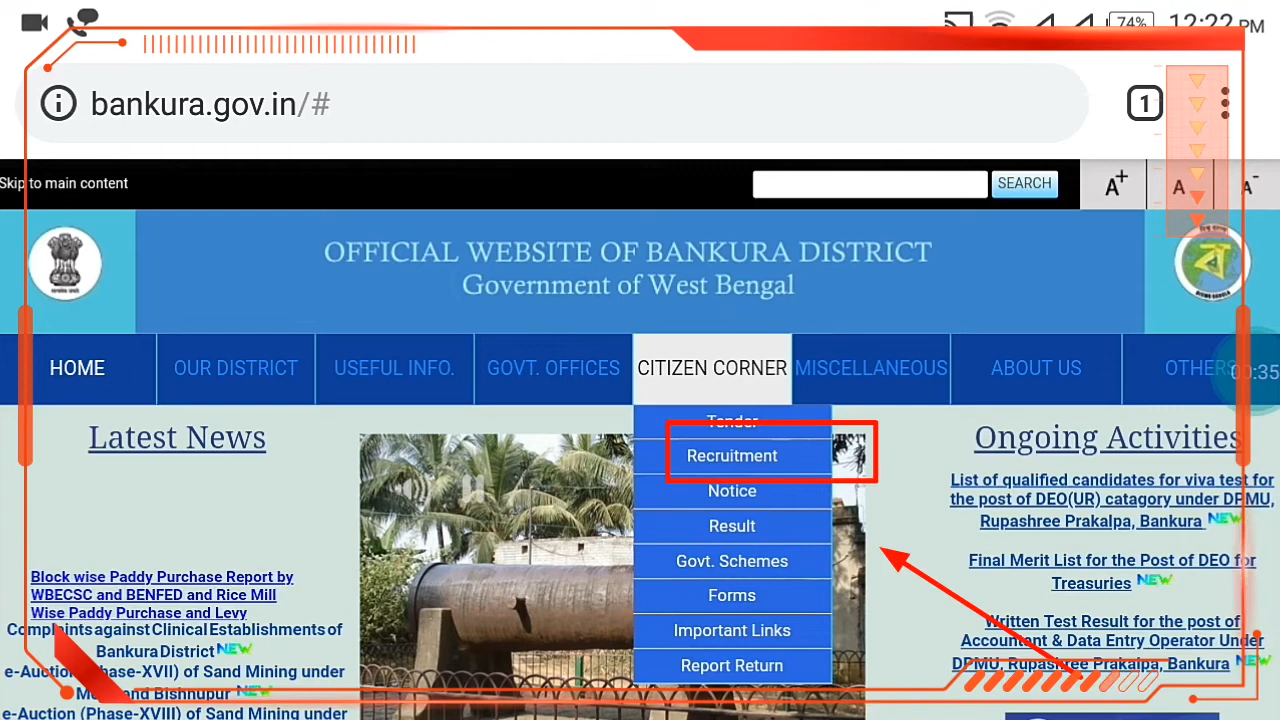 74% 12:22 PM
bankura.gov.in/#
1
Skip to main content
SEARCH
A+
A
A-
OFFICIAL WEBSITE OF BANKURA DISTRICT
Government of West Bengal
HOME
OUR DISTRICT
USEFUL INFO.
GOVT. OFFICES
CITIZEN CORNER
MISCELLANEOUS
ABOUT US
OTHERS
00:35
Tender
Recruitment
Notice
Result
Govt. Schemes
Forms
Important Links
Report Return
Latest News
Block wise Paddy Purchase Report by
WBECSC and BENFED and Rice Mill
Wise Paddy Purchase and Levy
Complaints against Clinical Establishments of
Bankura District NEW
e-Auction (Phase-XVII) of Sand Mining under
and Bishnupur NEW
e-Auction (Phase-XVIII) of Sand Mining under
Ongoing Activities
List of qualified candidates for viva test for
the post of DEO(UR) catagory under DPMU,
Rupashree Prakalpa, Bankura NEW
Final Merit List for the Post of DEO for
Treasuries NEW
Written Test Result for the post of
Accountant & Data Entry Operator Under
DPMU, Rupashree Prakalpa, Bankura NEW